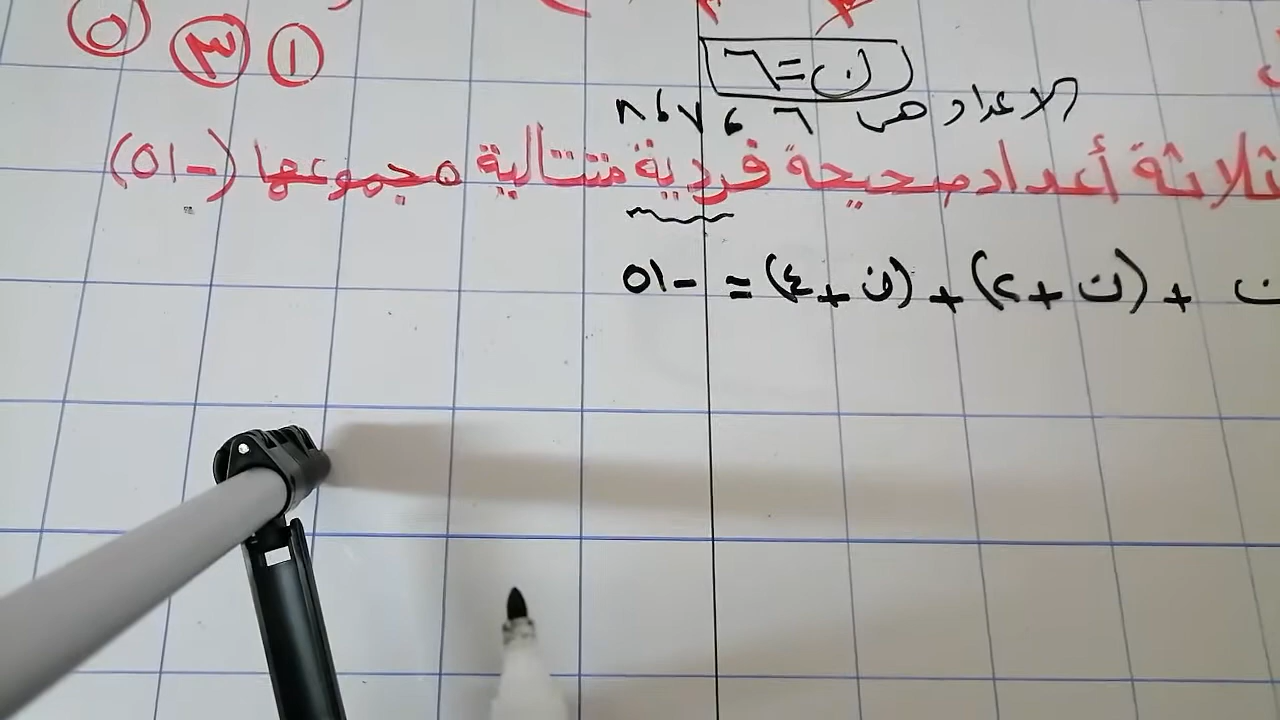 ١ ٣ ٥
ن = ٦
الاعداد هي ٦ ، ٧ ، ٨
ثلاثة أعداد صحيحة فردية متتالية مجموعها (-٥١)
ن + (ن + ٢) + (ن + ٤) = -٥١